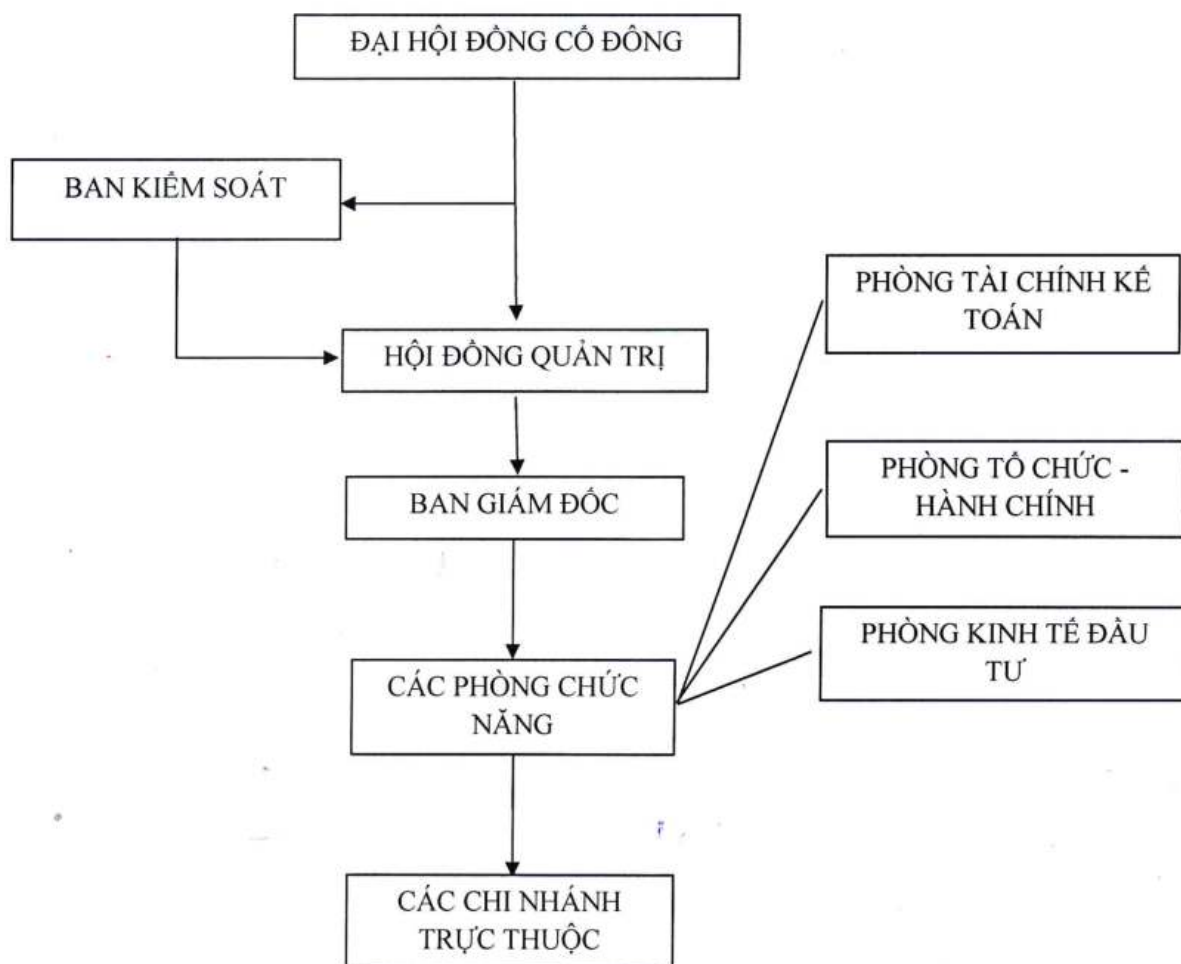 ĐẠI HỘI ĐỒNG CỔ ĐÔNG
BAN KIỂM SOÁT
HỘI ĐỒNG QUẢN TRỊ
BAN GIÁM ĐỐC
CÁC PHÒNG CHỨC
NĂNG
CÁC CHI NHÁNH
TRỰC THUỘC
PHÒNG TÀI CHÍNH KẾ
TOÁN
PHÒNG TỔ CHỨC -
HÀNH CHÍNH
PHÒNG KINH TẾ ĐẦU
TƯ